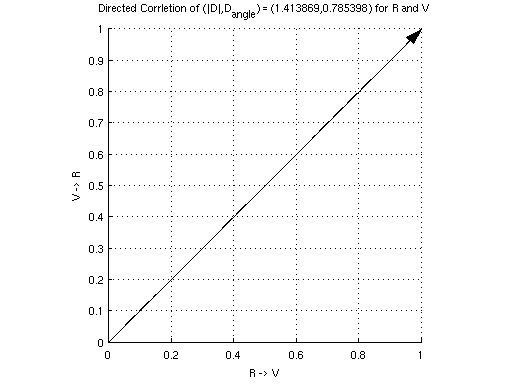 Directed Corrletion of (|D|,D_angle) = (1.413869,0.785398) for R and V
1
0.9
0.8
0.7
0.6
0.5
0.4
0.3
0.2
0.1
0
V -> R
0 0.2 0.4 0.6 0.8 1
R -> V